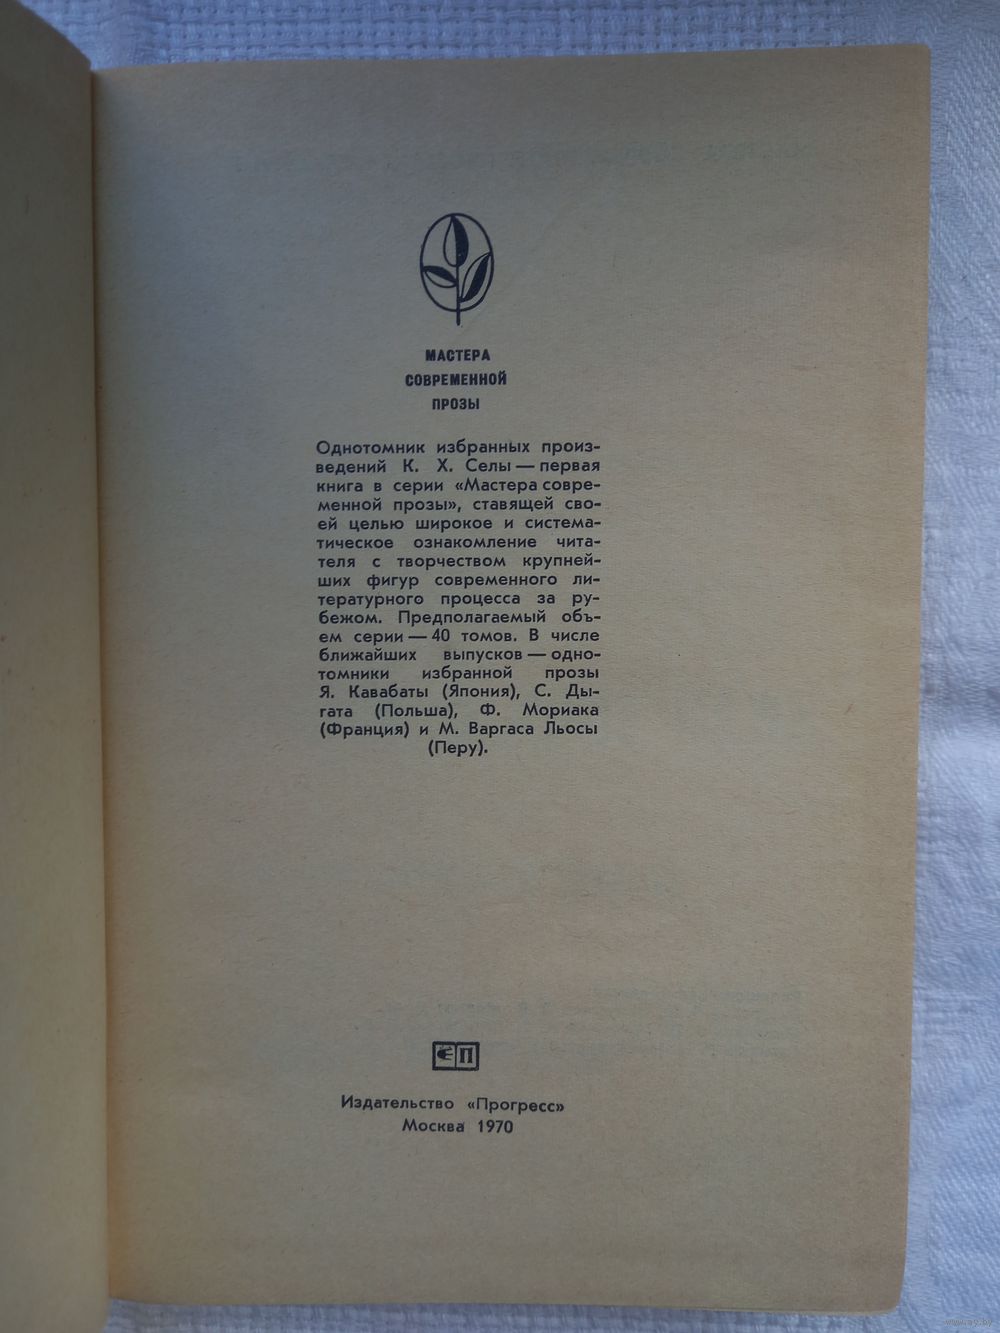 МАСТЕРА
СОВРЕМЕННОЙ
ПРОЗЫ
Однотомник избранных произ-
ведений К. Х. Селы — первая
книга в серии «Мастера совре-
менной прозы», ставящей сво-
ей целью широкое и система-
тическое ознакомление чита-
теля с творчеством крупней-
ших фигур современного ли-
тературного процесса за ру-
бежом. Предполагаемый объ-
ем серии — 40 томов. В числе
ближайших выпусков — одно-
томники избранной прозы
Я. Кавабаты (Япония), С. Ды-
гата (Польша), Ф. Мориака
(Франция) и М. Варгаса Льосы
(Перу).
П
Издательство «Прогресс»
Москва 1970